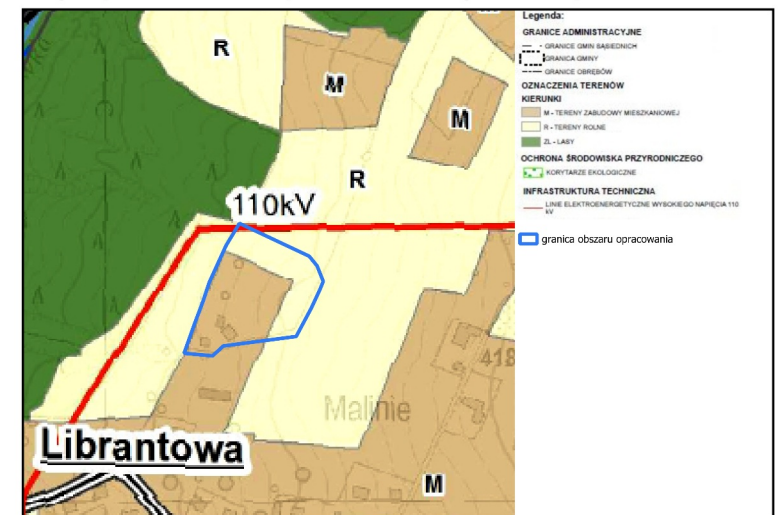 Legenda:
GRANICE ADMINISTRACYJNE
GRANICE GMIN SĄSIEDNICH
GRANICA GMINY
GRANICE OBRĘBÓW
OZNACZENIA TERENÓW
KIERUNKI
M - TERENY ZABUDOWY MIESZKANIOWEJ
R - TERENY ROLNE
ZL - LASY
OCHRONA ŚRODOWISKA PRZYRODNICZEGO
KORYTARZE EKOLOGICZNE
INFRASTRUKTURA TECHNICZNA
LINIE ELEKTROENERGETYCZNE WYSOKIEGO NAPIĘCIA 110
kV
granica obszaru opracowania
R
M
M
R
110kV
418
Malinie
Librantowa
M